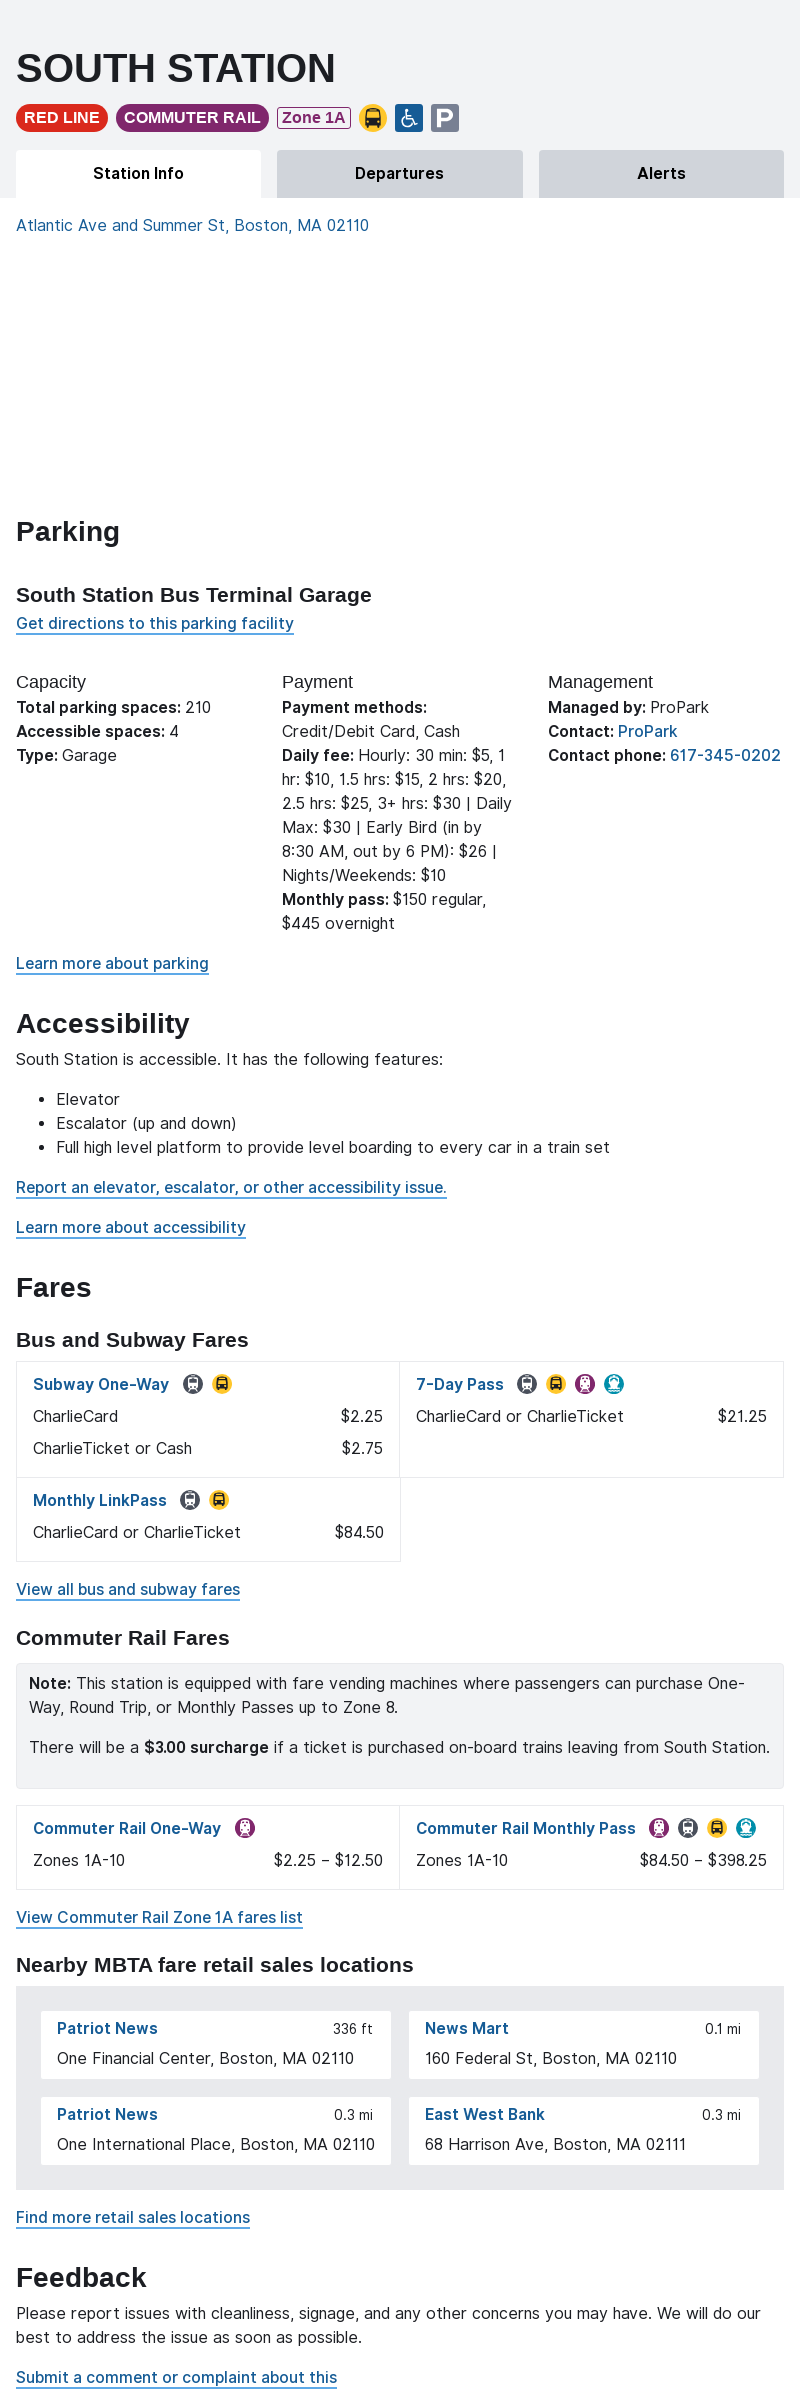 SOUTH STATION
RED LINE COMMUTER RAIL Zone 1A P
Station Info Departures Alerts
Atlantic Ave and Summer St, Boston, MA 02110
Parking
South Station Bus Terminal Garage
Get directions to this parking facility
Capacity
Total parking spaces: 210
Accessible spaces: 4
Type: Garage
Payment
Payment methods:
Credit/Debit Card, Cash
Daily fee: Hourly: 30 min: $5, 1
hr: $10, 1.5 hrs: $15, 2 hrs: $20,
2.5 hrs: $25, 3+ hrs: $30 | Daily
Max: $30 | Early Bird (in by
8:30 AM, out by 6 PM): $26 |
Nights/Weekends: $10
Monthly pass: $150 regular,
$445 overnight
Management
Managed by: ProPark
Contact: ProPark
Contact phone: 617-345-0202
Learn more about parking
Accessibility
South Station is accessible. It has the following features:
• Elevator
• Escalator (up and down)
• Full high level platform to provide level boarding to every car in a train set
Report an elevator, escalator, or other accessibility issue.
Learn more about accessibility
Fares
Bus and Subway Fares
Subway One-Way
CharlieCard $2.25
CharlieTicket or Cash $2.75
7-Day Pass
CharlieCard or CharlieTicket $21.25
Monthly LinkPass
CharlieCard or CharlieTicket $84.50
View all bus and subway fares
Commuter Rail Fares
Note: This station is equipped with fare vending machines where passengers can purchase One-
Way, Round Trip, or Monthly Passes up to Zone 8.
There will be a $3.00 surcharge if a ticket is purchased on-board trains leaving from South Station.
Commuter Rail One-Way
Zones 1A-10 $2.25 – $12.50
Commuter Rail Monthly Pass
Zones 1A-10 $84.50 – $398.25
View Commuter Rail Zone 1A fares list
Nearby MBTA fare retail sales locations
Patriot News 336 ft
One Financial Center, Boston, MA 02110
News Mart 0.1 mi
160 Federal St, Boston, MA 02110
Patriot News 0.3 mi
One International Place, Boston, MA 02110
East West Bank 0.3 mi
68 Harrison Ave, Boston, MA 02111
Find more retail sales locations
Feedback
Please report issues with cleanliness, signage, and any other concerns you may have. We will do our
best to address the issue as soon as possible.
Submit a comment or complaint about this